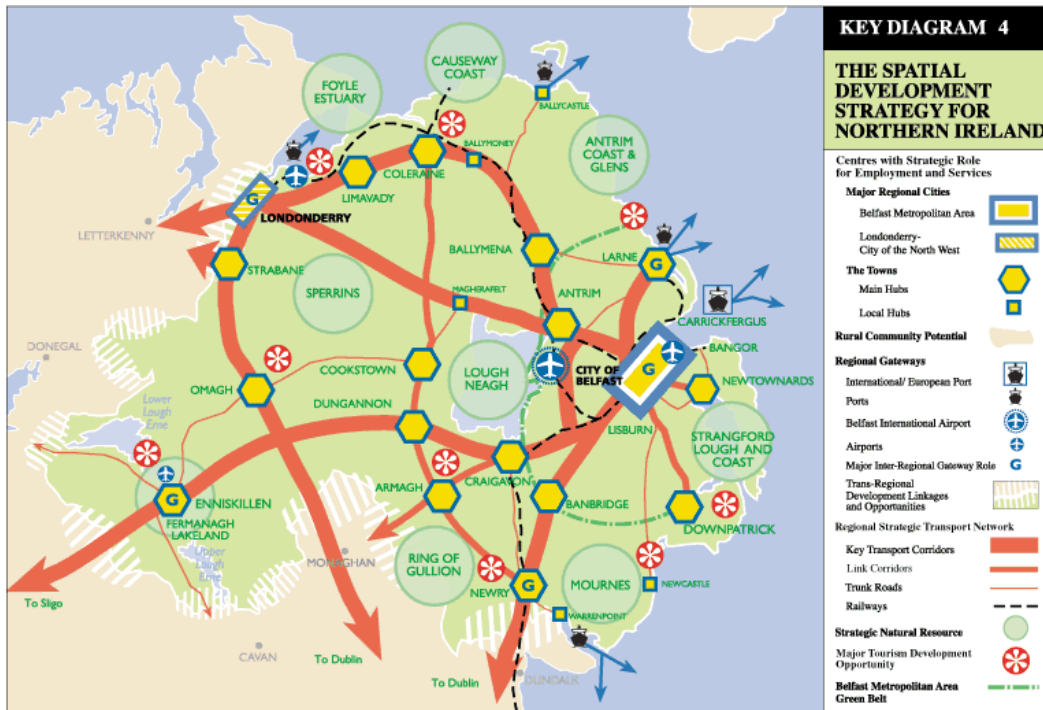 CAUSEWAY
COAST
FOYLE
ESTUARY
BALLYCASTLE
BALLYMONEY
ANTRIM
COAST &
GLENS
COLERAINE
LIMAVADY
G
LONDONDERRY
LETTERKENNY
BALLYMENA
LARNE
G
STRABANE
SPERRINS
MAGHERAFELT
ANTRIM
CARRICKFERGUS
DONEGAL
BANGOR
COOKSTOWN
LOUGH
NEAGH
CITY OF
BELFAST
G
NEWTOWNARDS
OMAGH
Lower
Lough
Erne
DUNGANNON
LISBURN
STRANGFORD
LOUGH AND
COAST
CRAIGAVON
ARMAGH
BANBRIDGE
G
ENNISKILLEN
FERMANAGH
LAKELAND
DOWNPATRICK
Upper
Lough
Erne
MONAGHAN
RING OF
GULLION
MOURNES
NEWCASTLE
NEWRY
G
WARRENPOINT
To Sligo
CAVAN
To Dublin
To Dublin
DUNDALK
KEY DIAGRAM 4
THE SPATIAL
DEVELOPMENT
STRATEGY FOR
NORTHERN IRELAND
Centres with Strategic Role
for Employment and Services
Major Regional Cities
Belfast Metropolitan Area
Londonderry-
City of the North West
The Towns
Main Hubs
Local Hubs
Rural Community Potential
Regional Gateways
International/ European Port
Ports
Belfast International Airport
Airports
Major Inter-Regional Gateway Role G
Trans-Regional
Development Linkages
and Opportunities
Regional Strategic Transport Network
Key Transport Corridors
Link Corridors
Trunk Roads
Railways
Strategic Natural Resource
Major Tourism Development
Opportunity
Belfast Metropolitan Area
Green Belt